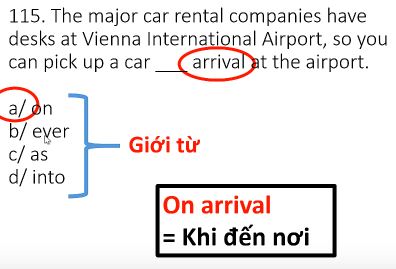 115. The major car rental companies have
desks at Vienna International Airport, so you
can pick up a car ___ arrival at the airport.
a/ on
b/ ever
c/ as
d/ into
Giới từ
On arrival
= Khi đến nơi